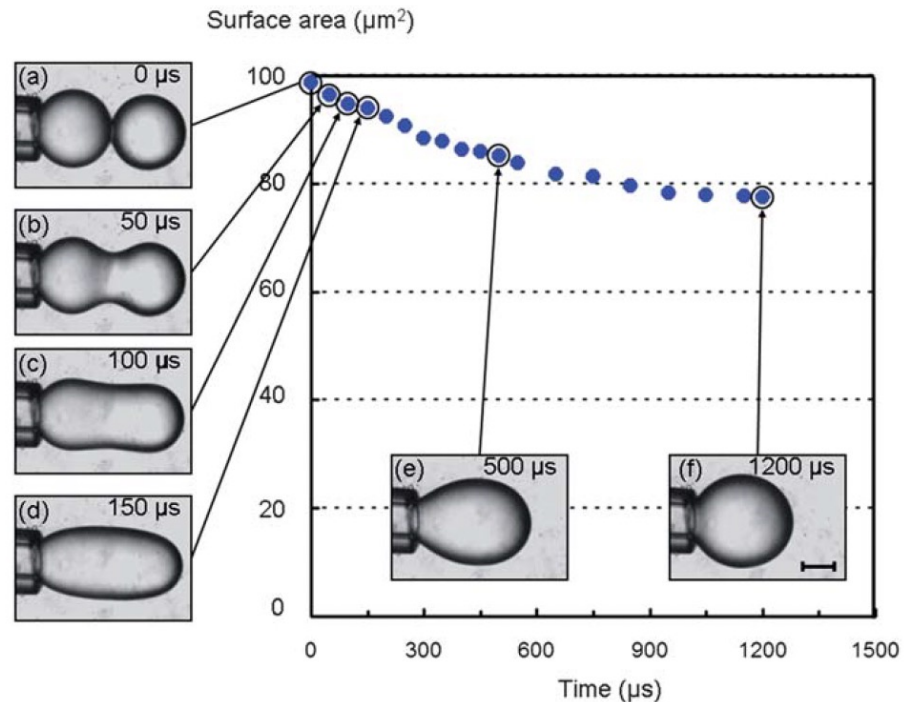 Surface area (µm²)
(a) 0 µs
(b) 50 µs
(c) 100 µs
(d) 150 µs
100
80
60
40
20
0
(e) 500 µs
(f) 1200 µs
0 300 600 900 1200 1500
Time (µs)